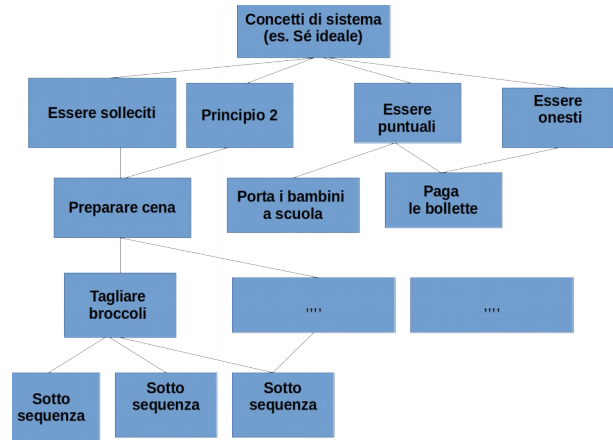 Concetti di sistema
(es. Sé ideale)
Essere solleciti
Principio 2
Essere
puntuali
Essere
onesti
Preparare cena
Porta i bambini
a scuola
Paga
le bollette
Tagliare
broccoli
,,,,
,,,,
Sotto
sequenza
Sotto
sequenza
Sotto
sequenza